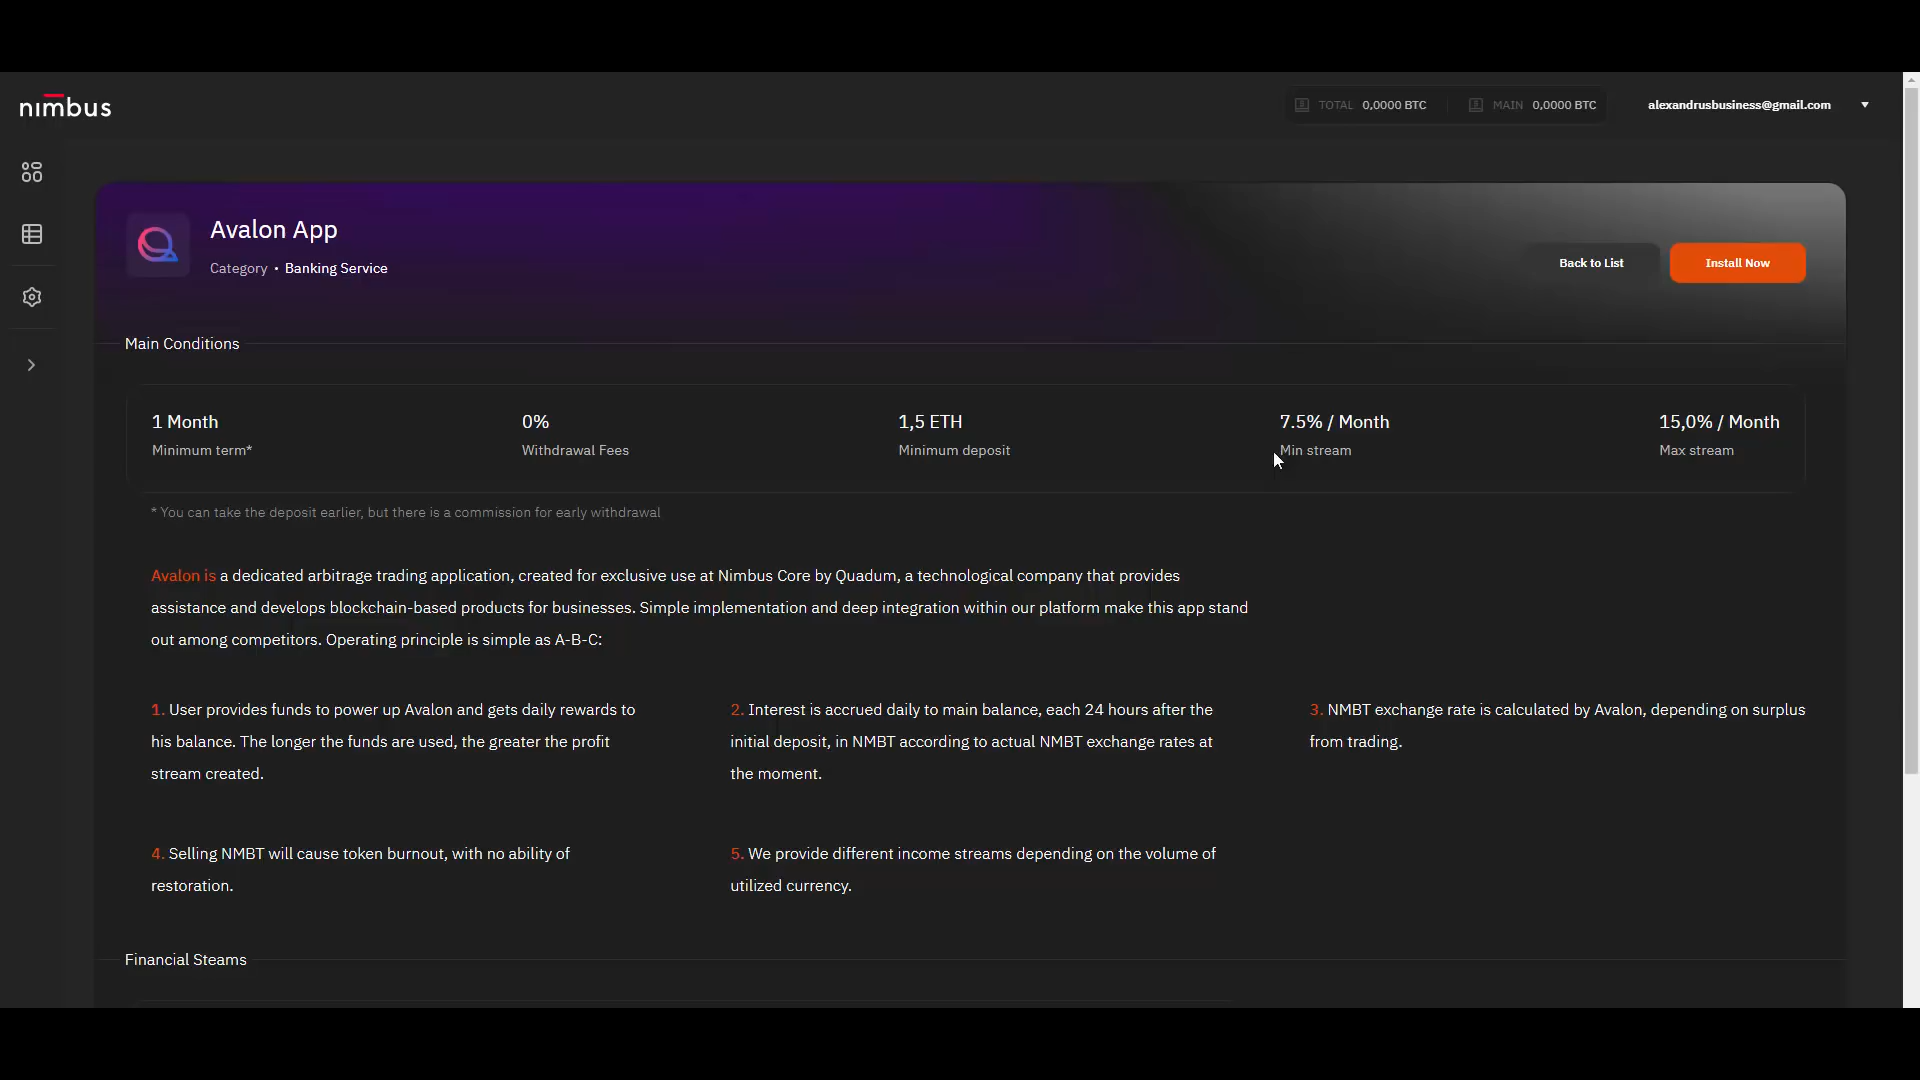 nimbus
TOTAL 0,0000 BTC
MAIN 0,0000 BTC
alexandrusbusiness@gmail.com
Avalon App
Category • Banking Service
Back to List
Install Now
Main Conditions
1 Month
Minimum term*
0%
Withdrawal Fees
1,5 ETH
Minimum deposit
7.5% / Month
Min stream
15,0% / Month
Max stream
* You can take the deposit earlier, but there is a commission for early withdrawal
Avalon is a dedicated arbitrage trading application, created for exclusive use at Nimbus Core by Quadum, a technological company that provides
assistance and develops blockchain-based products for businesses. Simple implementation and deep integration within our platform make this app stand
out among competitors. Operating principle is simple as A-B-C:
1. User provides funds to power up Avalon and gets daily rewards to
his balance. The longer the funds are used, the greater the profit
stream created.
2. Interest is accrued daily to main balance, each 24 hours after the
initial deposit, in NMBT according to actual NMBT exchange rates at
the moment.
3. NMBT exchange rate is calculated by Avalon, depending on surplus
from trading.
4. Selling NMBT will cause token burnout, with no ability of
restoration.
5. We provide different income streams depending on the volume of
utilized currency.
Financial Steams